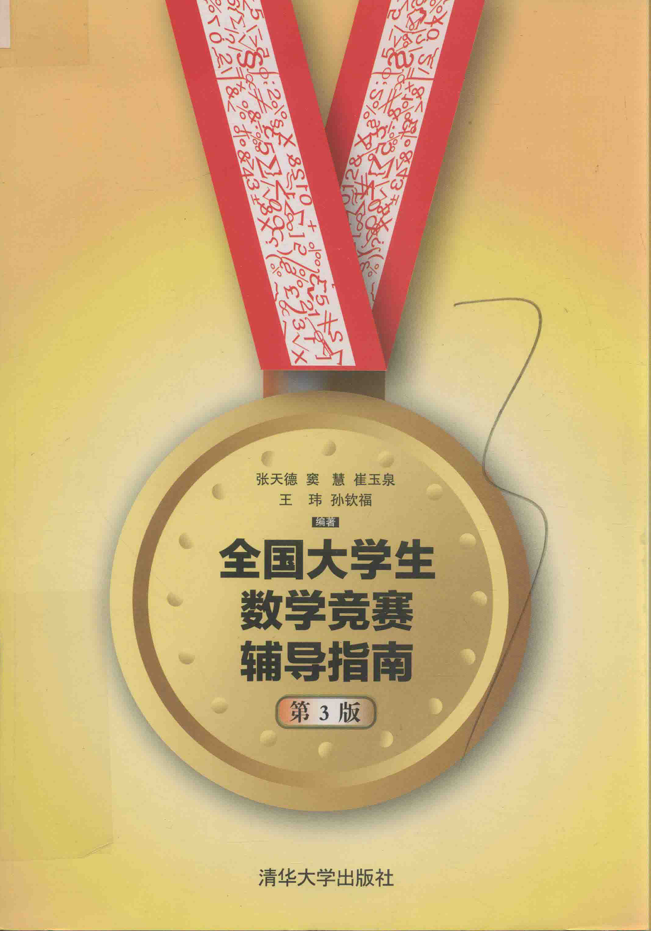 张天德 窦 慧 崔玉泉
王 玮 孙钦福
编著
全国大学生
数学竞赛
辅导指南
第3版
清华大学出版社